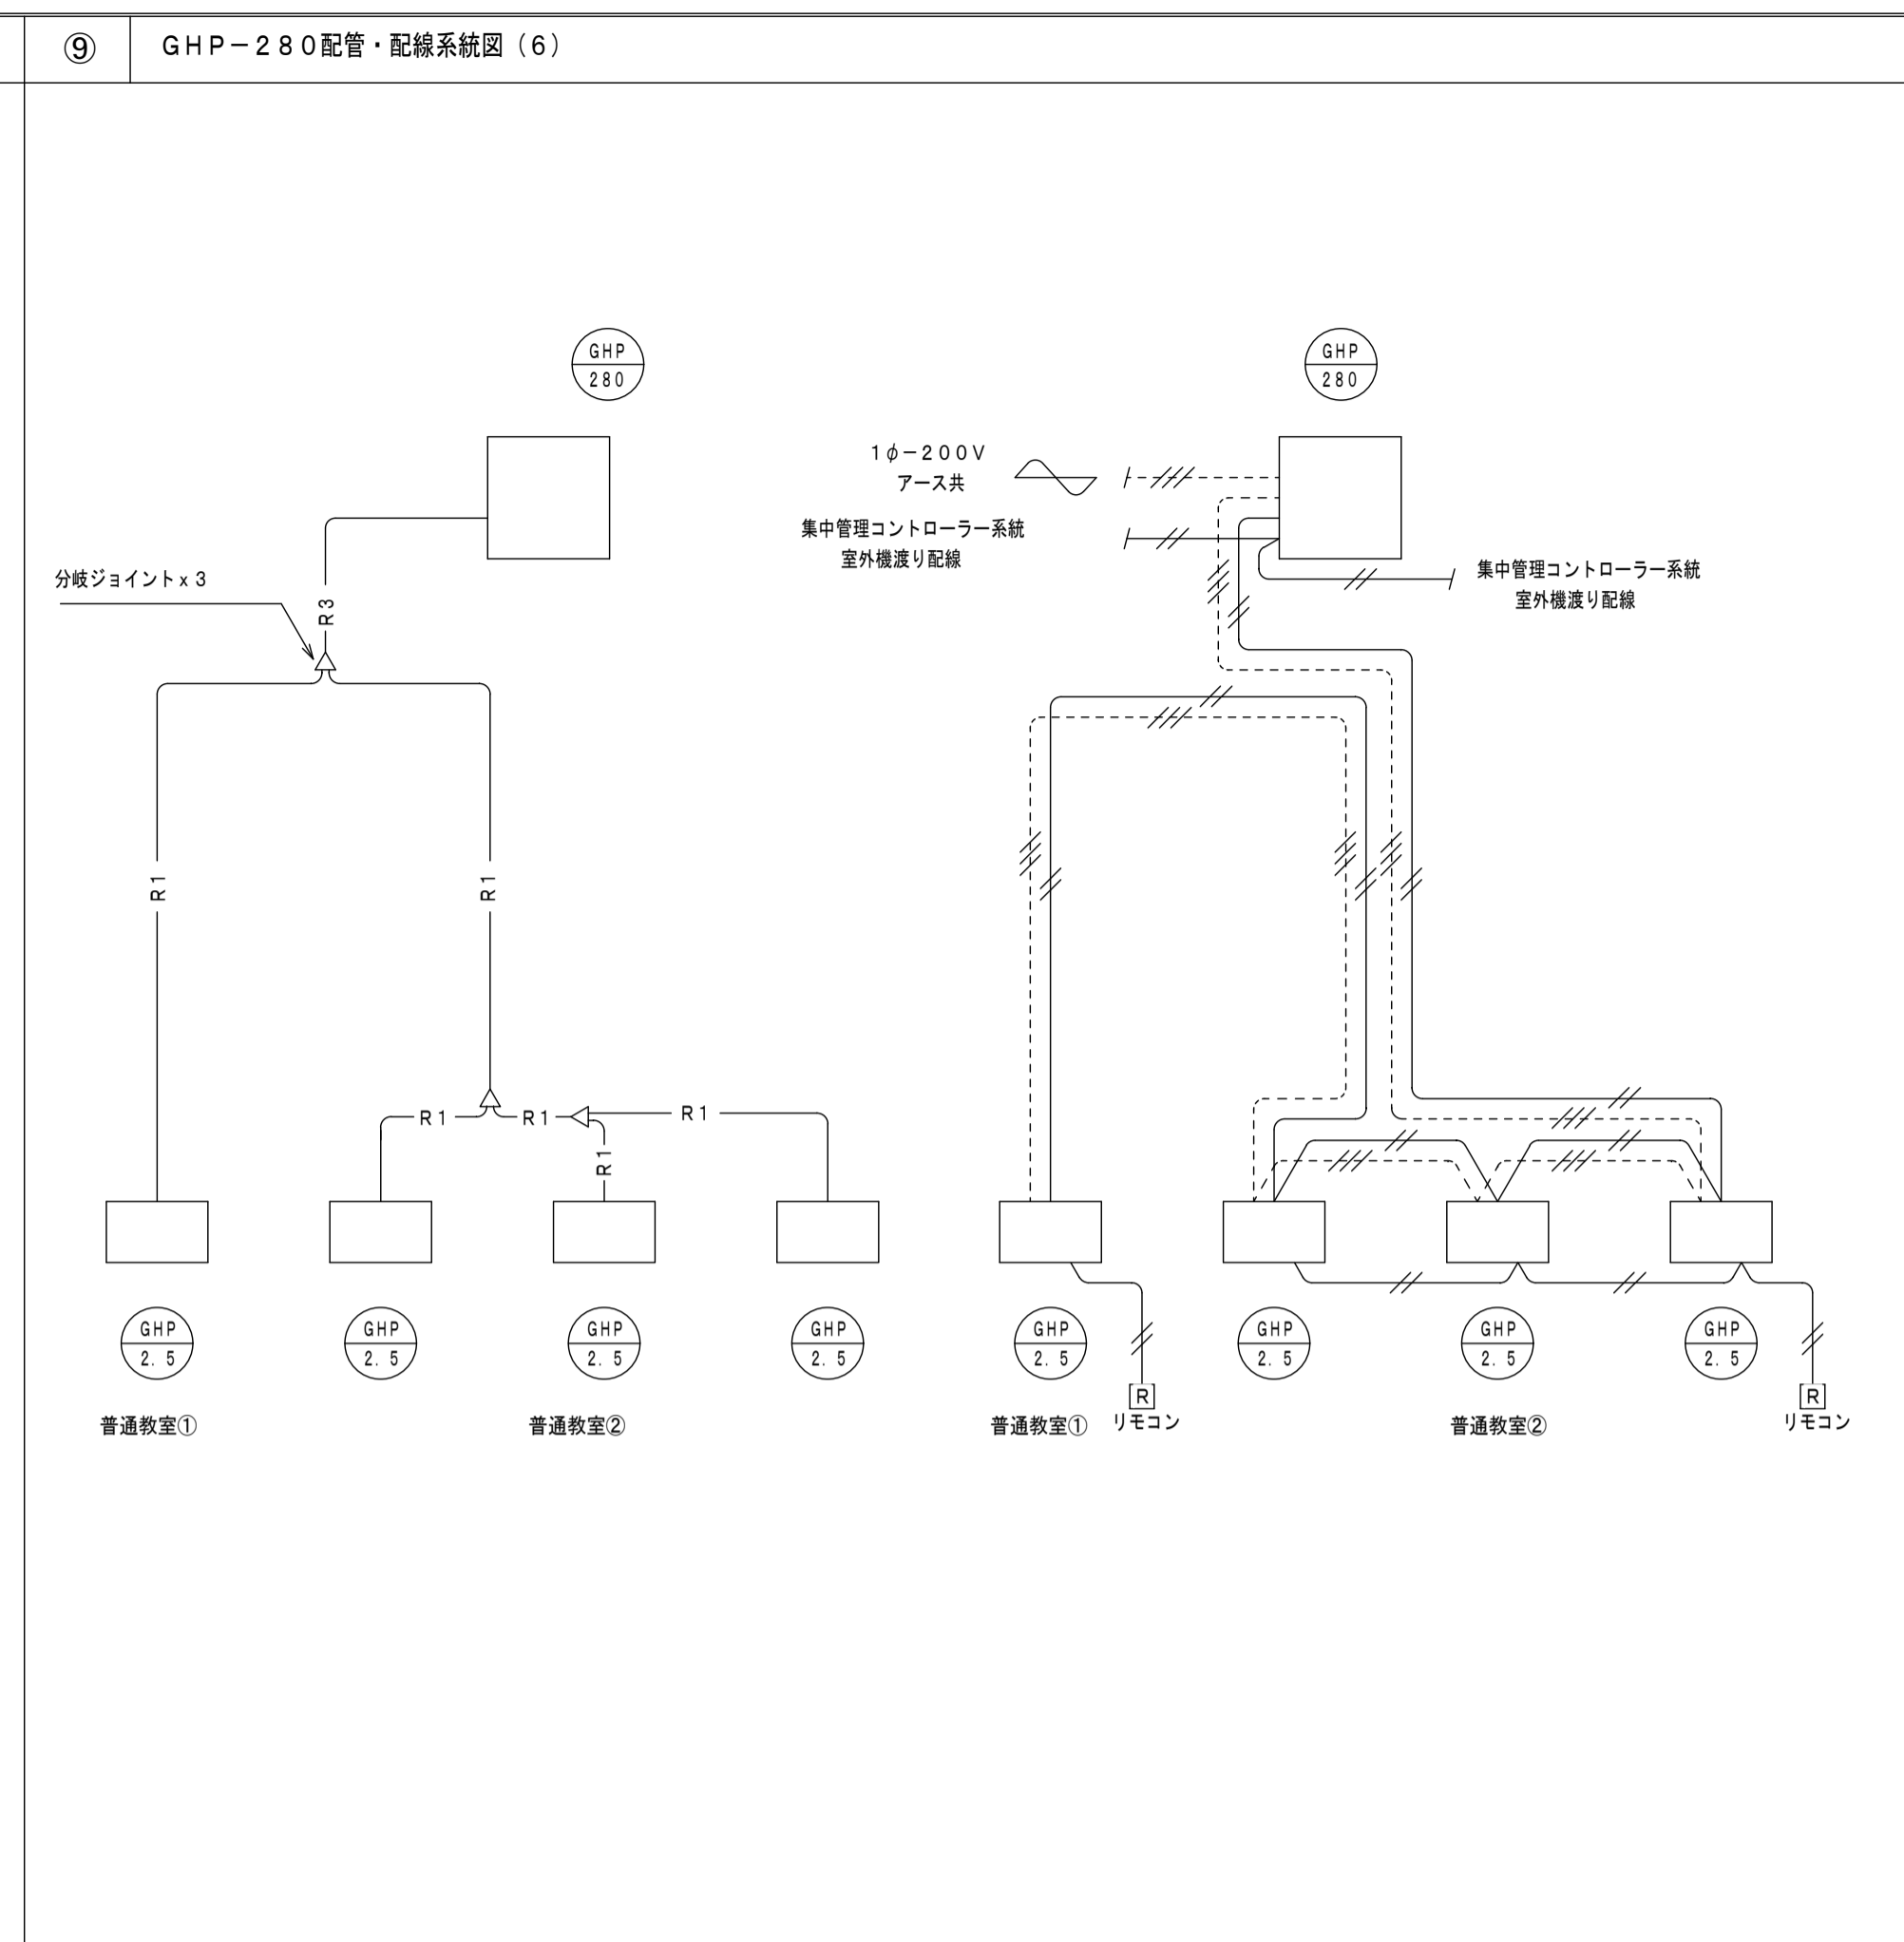 ⑨
GHP－280配管・配線系統図（6）
GHP
280
分岐ジョイントx3
R3
R1
R1
R1
R1
R1
R1
GHP
2.5
GHP
2.5
GHP
2.5
GHP
2.5
普通教室①
普通教室②
GHP
280
1φ－200V
アース共
集中管理コントローラー系統
室外機渡り配線
集中管理コントローラー系統
室外機渡り配線
GHP
2.5
GHP
2.5
GHP
2.5
GHP
2.5
R
リモコン
R
リモコン
普通教室①
普通教室②